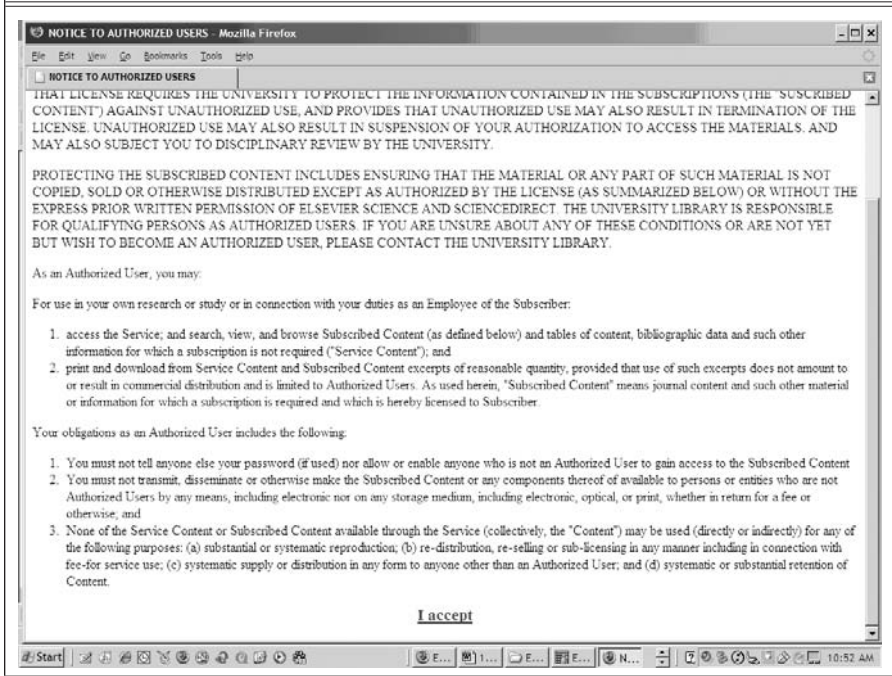 NOTICE TO AUTHORIZED USERS - Mozilla Firefox
File Edit View Go Bookmarks Tools Help
NOTICE TO AUTHORIZED USERS
THAT LICENSE REQUIRES THE UNIVERSITY TO PROTECT THE INFORMATION CONTAINED IN THE SUBSCRIPTIONS (THE "SUSCRIBED
CONTENT") AGAINST UNAUTHORIZED USE, AND PROVIDES THAT UNAUTHORIZED USE MAY ALSO RESULT IN TERMINATION OF THE
LICENSE. UNAUTHORIZED USE MAY ALSO RESULT IN SUSPENSION OF YOUR AUTHORIZATION TO ACCESS THE MATERIALS. AND
MAY ALSO SUBJECT YOU TO DISCIPLINARY REVIEW BY THE UNIVERSITY.
PROTECTING THE SUBSCRIBED CONTENT INCLUDES ENSURING THAT THE MATERIAL OR ANY PART OF SUCH MATERIAL IS NOT
COPIED, SOLD OR OTHERWISE DISTRIBUTED EXCEPT AS AUTHORIZED BY THE LICENSE (AS SUMMARIZED BELOW) OR WITHOUT THE
EXPRESS PRIOR WRITTEN PERMISSION OF ELSEVIER SCIENCE AND SCIENCEDIRECT. THE UNIVERSITY LIBRARY IS RESPONSIBLE
FOR QUALIFYING PERSONS AS AUTHORIZED USERS. IF YOU ARE UNSURE ABOUT ANY OF THESE CONDITIONS OR ARE NOT YET
BUT WISH TO BECOME AN AUTHORIZED USER, PLEASE CONTACT THE UNIVERSITY LIBRARY.
As an Authorized User, you may:
For use in your own research or study or in connection with your duties as an Employee of the Subscriber:
1. access the Service; and search, view, and browse Subscribed Content (as defined below) and tables of content, bibliographic data and such other
information for which a subscription is not required ("Service Content"); and
2. print and download from Service Content and Subscribed Content excerpts of reasonable quantity, provided that use of such excerpts does not amount to
or result in commercial distribution and is limited to Authorized Users. As used herein, "Subscribed Content" means journal content and such other material
or information for which a subscription is required and which is hereby licensed to Subscriber.
Your obligations as an Authorized User includes the following:
1. You must not tell anyone else your password (if used) nor allow or enable anyone who is not an Authorized User to gain access to the Subscribed Content
2. You must not transmit, disseminate or otherwise make the Subscribed Content or any components thereof of available to persons or entities who are not
Authorized Users by any means, including electronic nor on any storage medium, including electronic, optical, or print, whether in return for a fee or
otherwise; and
3. None of the Service Content or Subscribed Content available through the Service (collectively, the "Content") may be used (directly or indirectly) for any of
the following purposes: (a) substantial or systematic reproduction; (b) re-distribution, re-selling or sub-licensing in any manner including in connection with
fee-for service use; (c) systematic supply or distribution in any form to anyone other than an Authorized User; and (d) systematic or substantial retention of
Content.
I accept
Start E... 1... E... E... N... 10:52 AM